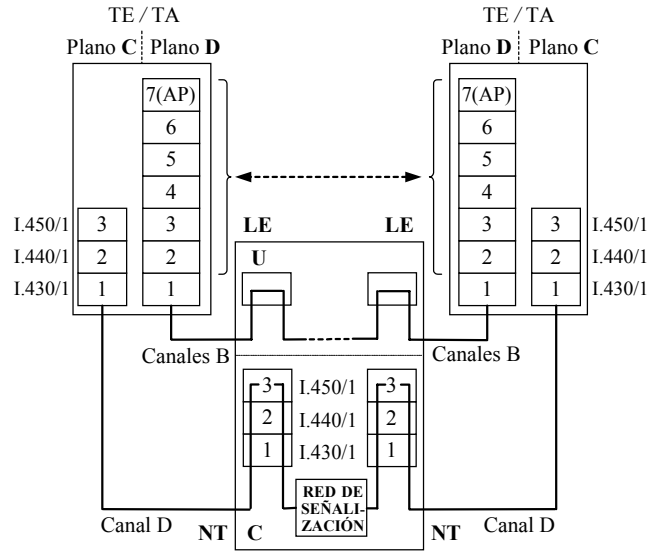 TE / TA
TE / TA
Plano C Plano D
Plano D Plano C
7(AP)
6
5
4
3
2
1
I.450/1 3
I.440/1 2
I.430/1 1
7(AP)
6
5
4
3
2
1
3 I.450/1
2 I.440/1
1 I.430/1
LE
LE
U
Canales B
Canales B
3 I.450/1 3
2 I.440/1 2
1 I.430/1 1
RED DE
SEÑALI-
ZACIÓN
Canal D
NT
C
NT
Canal D